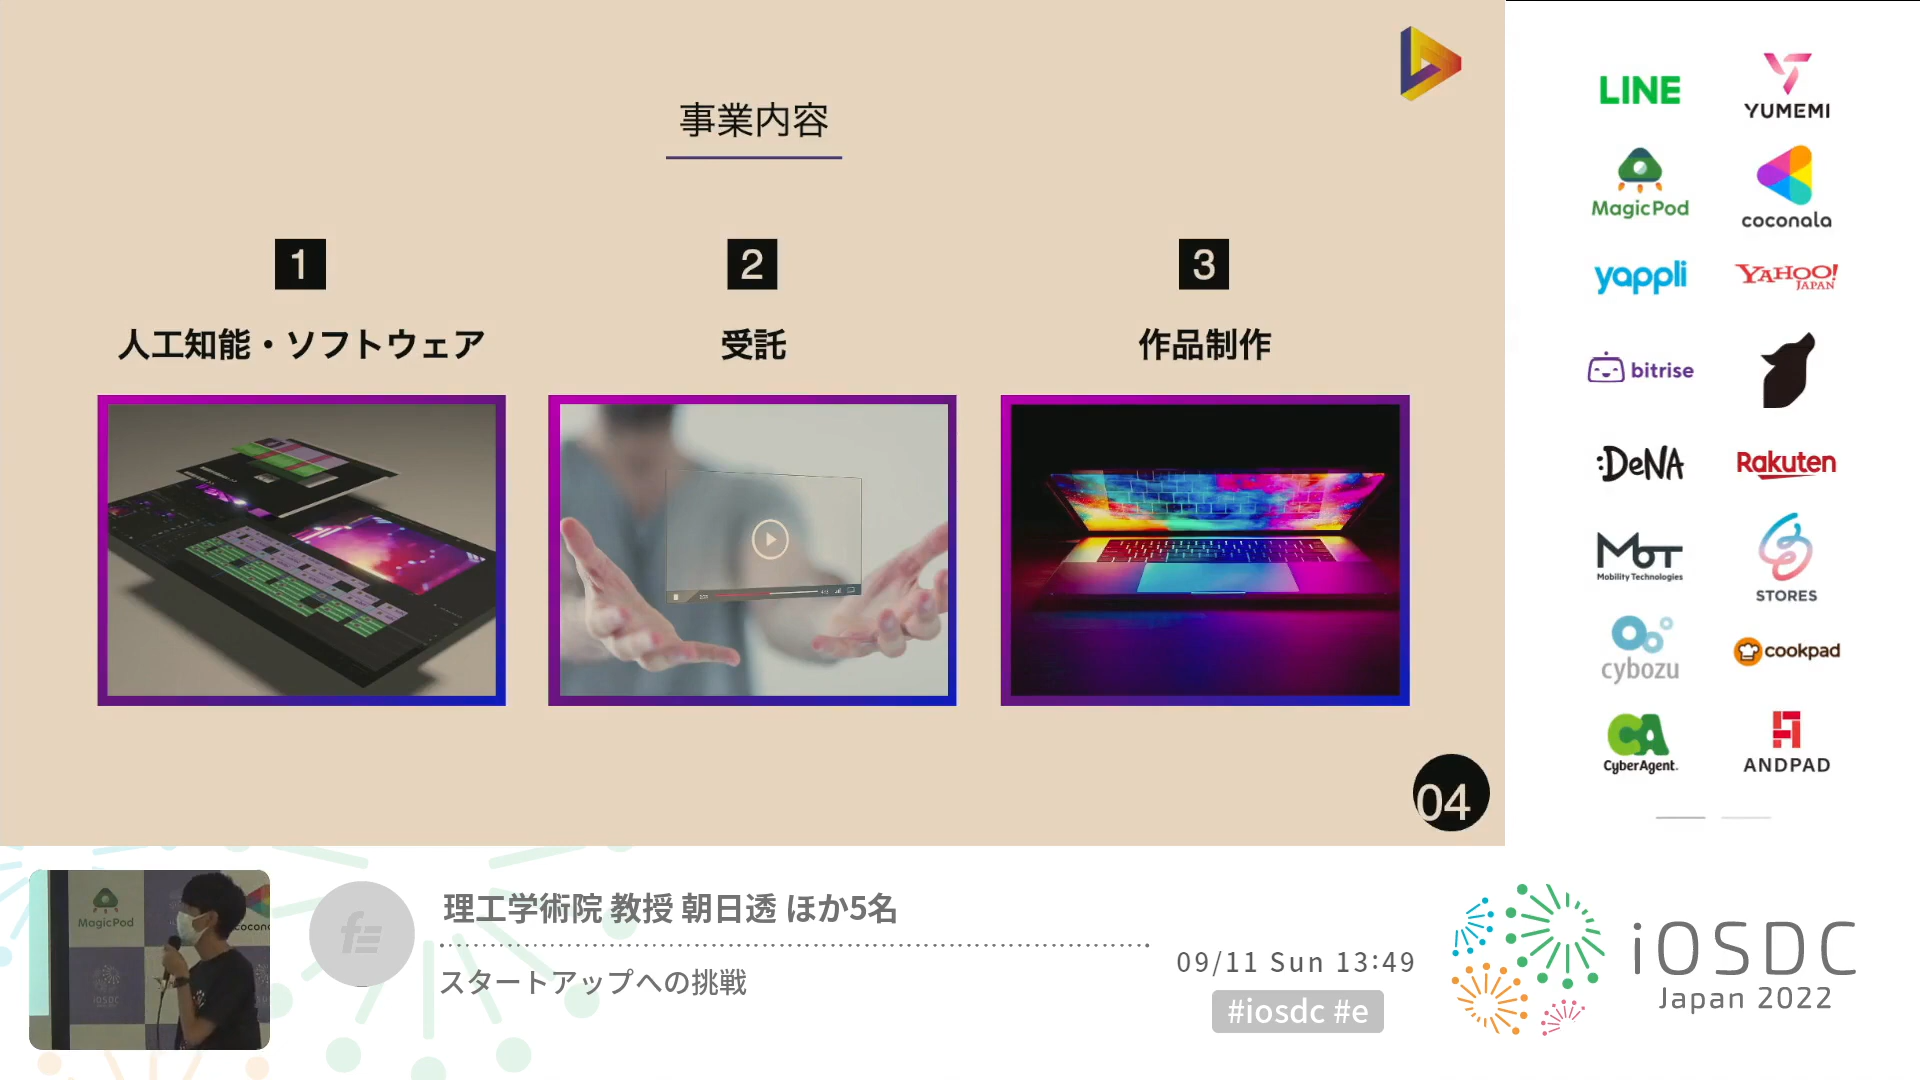 事業内容
1
人工知能・ソフトウェア
2
受託
3
作品制作
04
LINE
YUMEMI
MagicPod
coconala
yappli
YAHOO!
JAPAN
bitrise
:DeNA
Rakuten
MoT
Mobility Technologies
STORES
cybozu
cookpad
CA
CyberAgent.
ANDPAD
MagicPod
iOSDC
理工学術院 教授 朝日透 ほか5名
スタートアップへの挑戦
09/11 Sun 13:49
#iosdc #e
iOSDC
Japan 2022